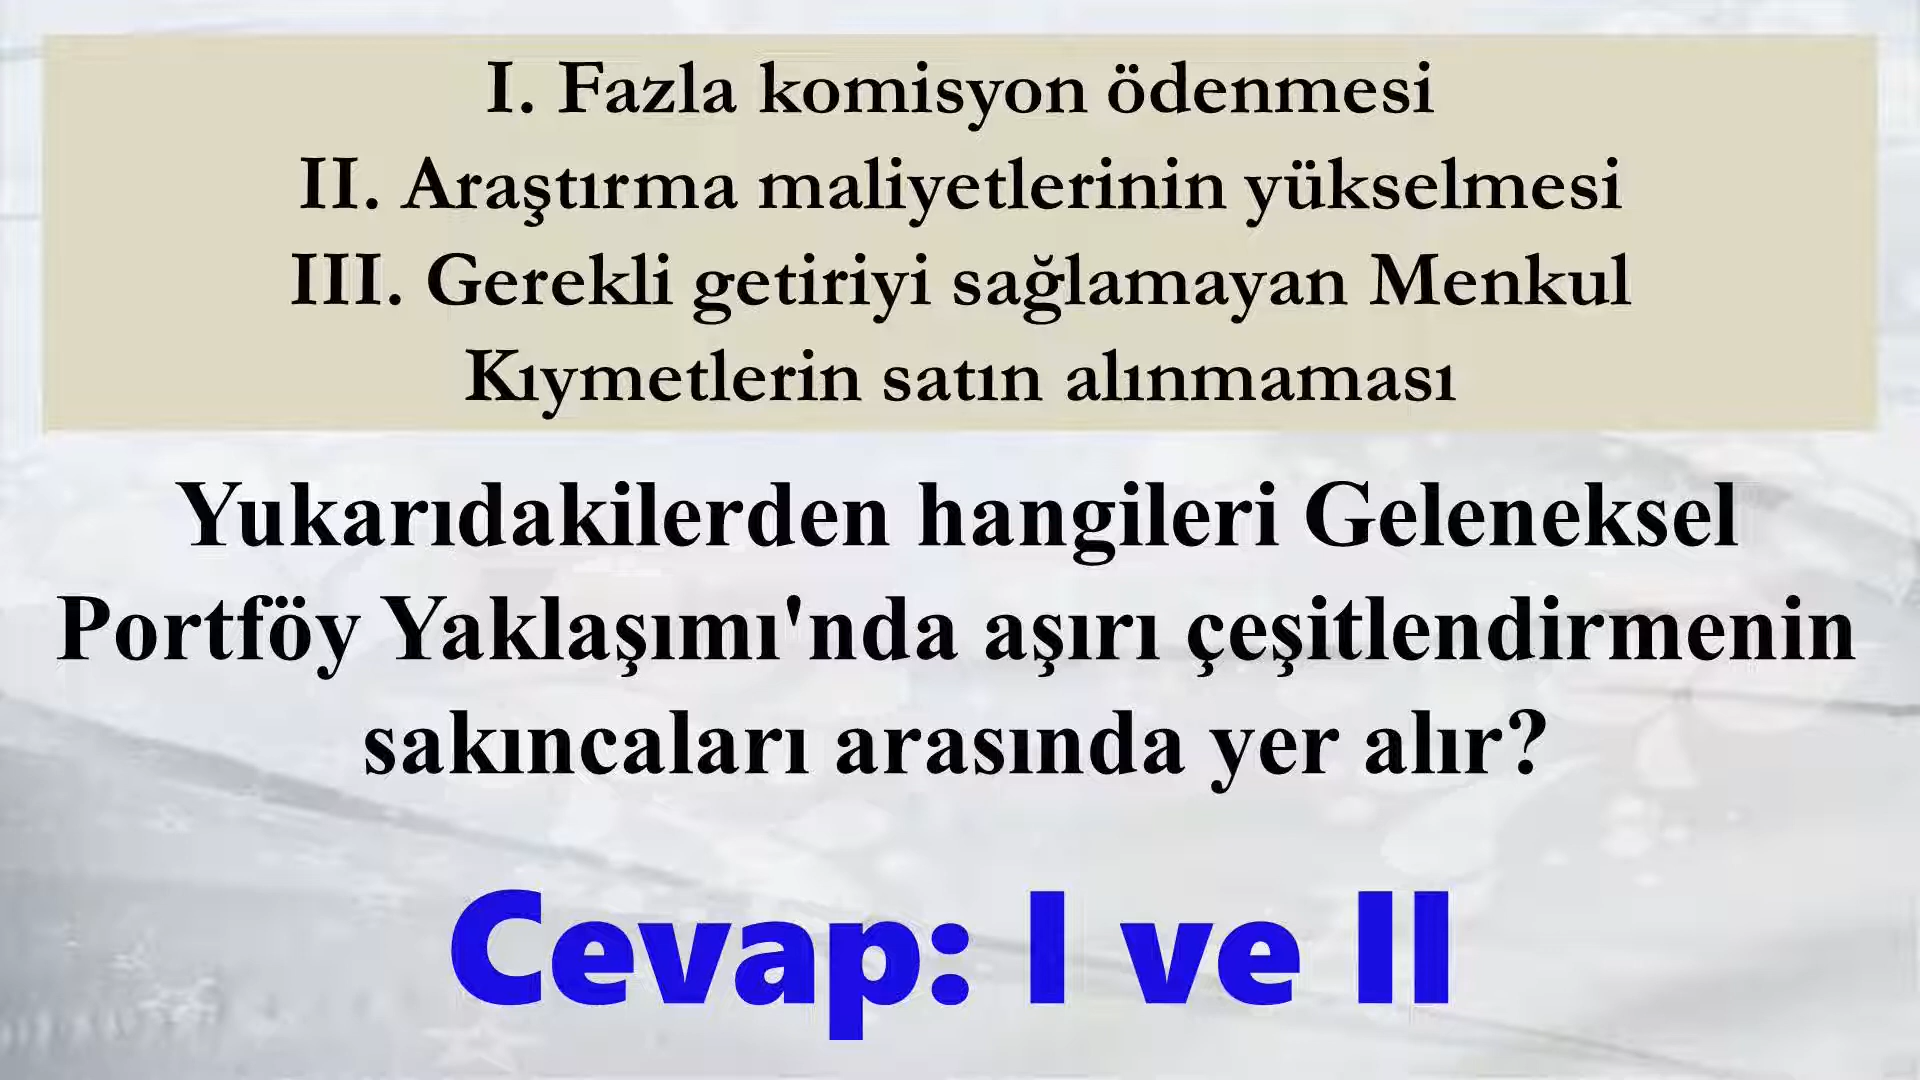 I. Fazla komisyon ödenmesi
II. Araştırma maliyetlerinin yükselmesi
III. Gerekli getiriyi sağlamayan Menkul
Kıymetlerin satın alınmaması
Yukarıdakilerden hangileri Geleneksel
Portföy Yaklaşımı'nda aşırı çeşitlendirmenin
sakıncaları arasında yer alır?
Cevap: I ve II